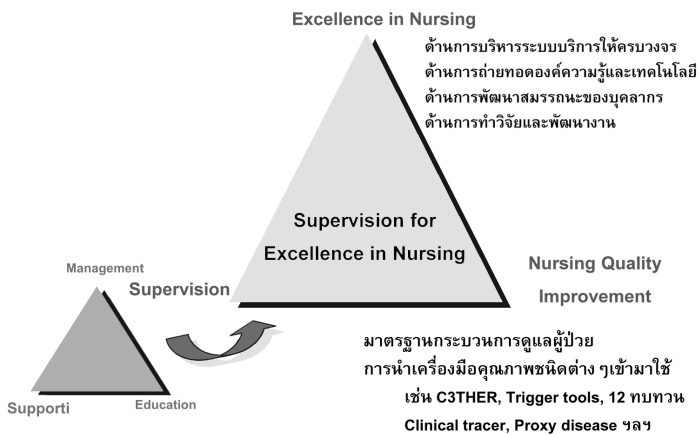 Excellence in Nursing
ด้านการบริหารระบบบริการให้ครบวงจร
ด้านการถ่ายทอดองค์ความรู้และเทคโนโลยี
ด้านการพัฒนาสมรรถนะของบุคลากร
ด้านการทำวิจัยและพัฒนางาน
Supervision for
Excellence in Nursing
Management
Supervision
Nursing Quality
Improvement
Supporti
Education
มาตรฐานกระบวนการดูแลผู้ป่วย
การนำเครื่องมือคุณภาพชนิดต่าง ๆเข้ามาใช้
เช่น C3THER, Trigger tools, 12 ทบทวน
Clinical tracer, Proxy disease ฯลฯ